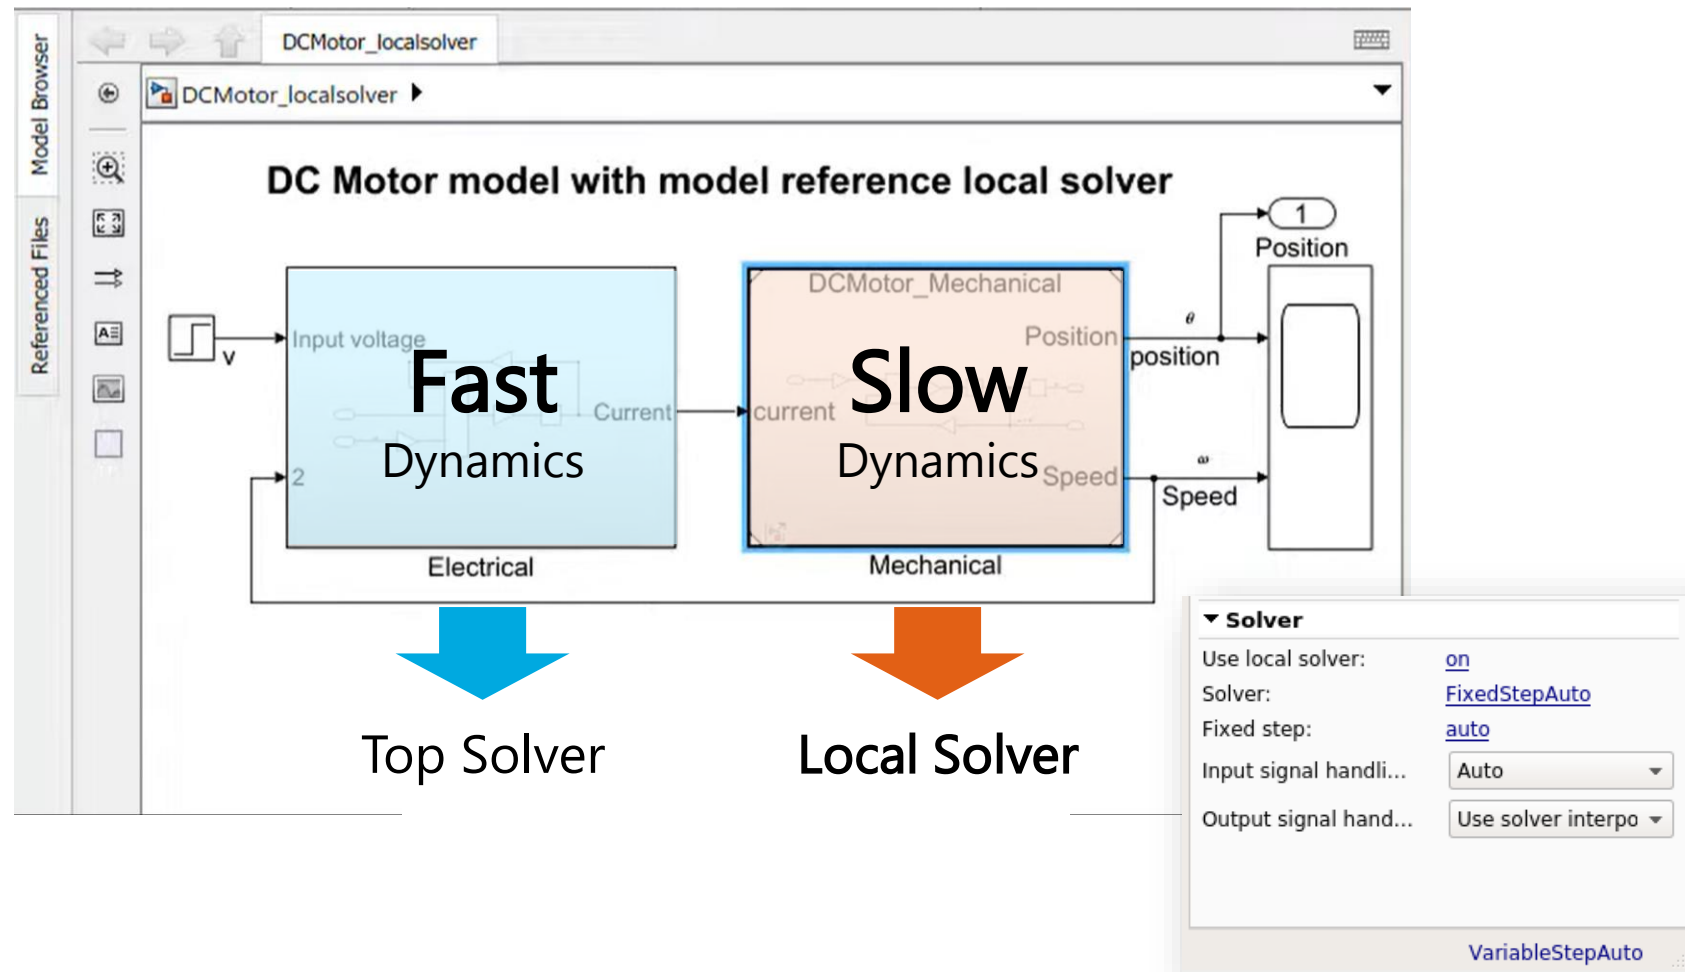 Model Browser
Referenced Files
DCMotor_localsolver
DCMotor_localsolver
DC Motor model with model reference local solver
1
Position
DCMotor_Mechanical
v
Input voltage
Fast
Dynamics
Current
2
Electrical
current
Slow
Dynamics
Position
Speed
Mechanical
θ
position
ω
Speed
Top Solver
Local Solver
Solver
Use local solver: on
Solver: FixedStepAuto
Fixed step: auto
Input signal handli... Auto
Output signal hand... Use solver interpo
VariableStepAuto